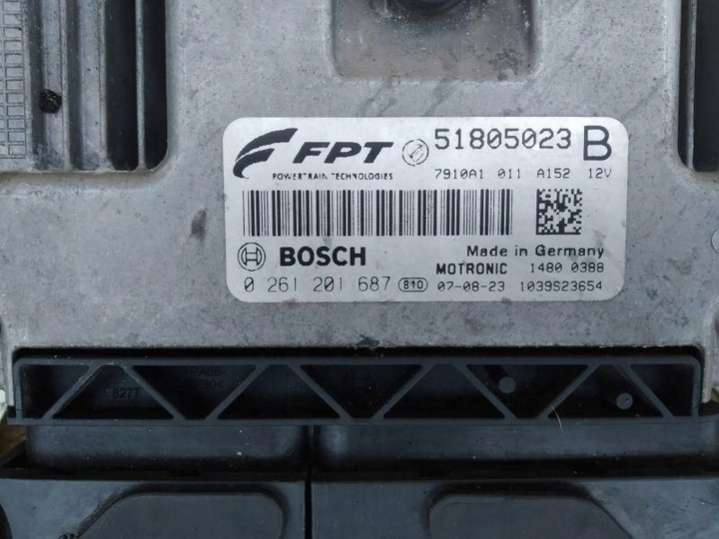 FPT 51805023 B
POWERTRAIN TECHNOLOGIES 7910A1 011 A152 12V
BOSCH Made in Germany
MOTRONIC 1480 0388
0 261 201 687 810 07-08-23 1039S23654